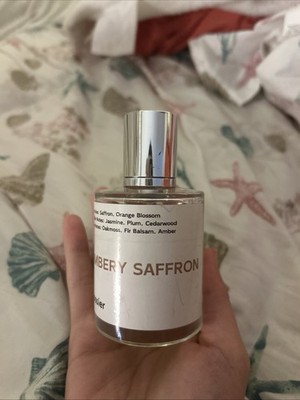 Saffron, Orange Blossom
Jasmine, Plum, Cedarwood
Oakmoss, Fir Balsam, Amber
MBERY SAFFRON